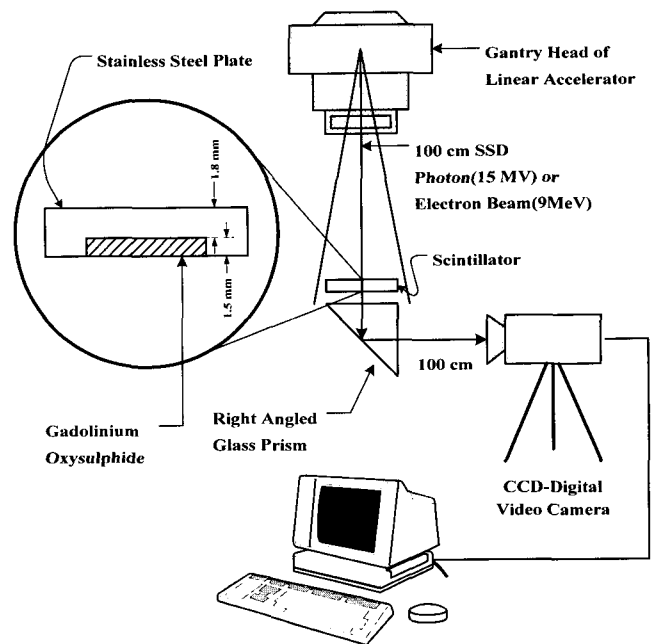 Stainless Steel Plate
Gantry Head of
Linear Accelerator
1.8 mm
1.5 mm
100 cm SSD
Photon(15 MV) or
Electron Beam(9MeV)
Scintillator
100 cm
Right Angled
Glass Prism
Gadolinium
Oxysulphide
CCD-Digital
Video Camera